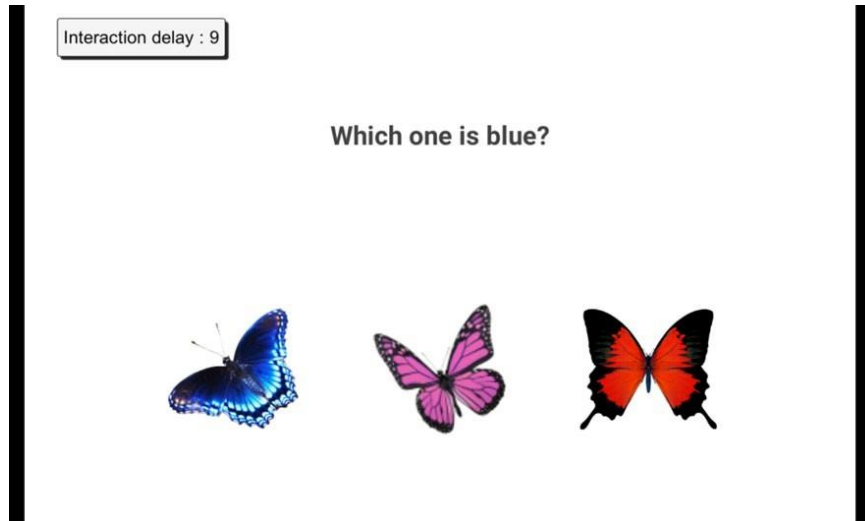 Interaction delay : 9
Which one is blue?